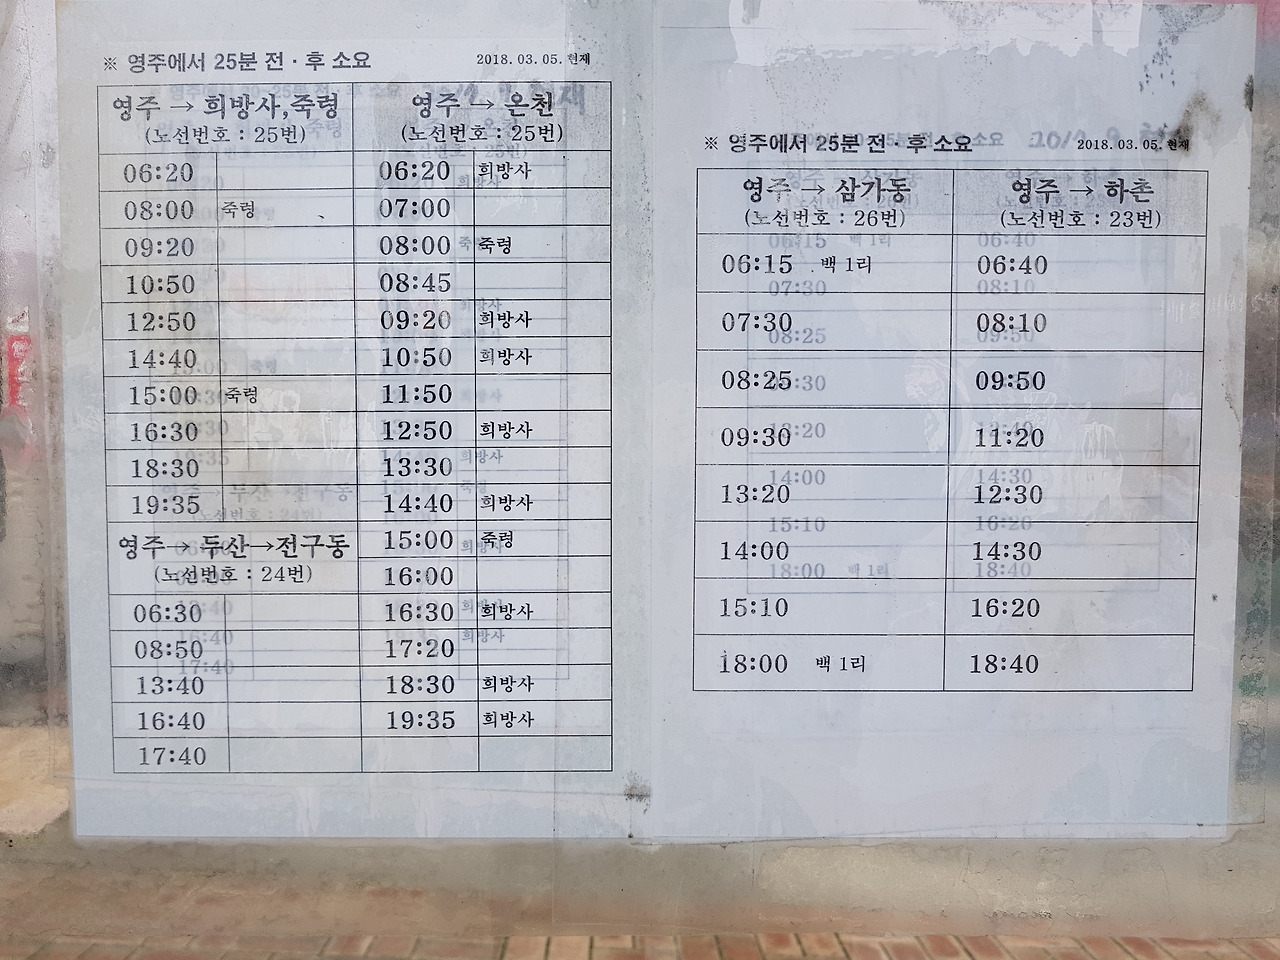 ※ 영주에서 25분 전·후 소요 2018. 03. 05. 현재
영주 → 희방사,죽령 영주 → 온천
(노선번호 : 25번) (노선번호 : 25번)
06:20 06:20 희방사
08:00 죽령 07:00
09:20 08:00 죽령
10:50 08:45
12:50 09:20 희방사
14:40 10:50 희방사
15:00 죽령 11:50
16:30 12:50 희방사
18:30 13:30
19:35 14:40 희방사
영주→ 두산→전구동 15:00 죽령
(노선번호 : 24번) 16:00
06:30 16:30 희방사
08:50 17:20
13:40 18:30 희방사
16:40 19:35 희방사
17:40
※ 영주에서 25분 전·후 소요 2018. 03. 05. 현재
영주 → 삼가동 영주 → 하촌
(노선번호 : 26번) (노선번호 : 23번)
06:15 백 1리 06:40
07:30 08:10
08:25 09:50
09:30 11:20
13:20 12:30
14:00 14:30
15:10 16:20
18:00 백 1리 18:40